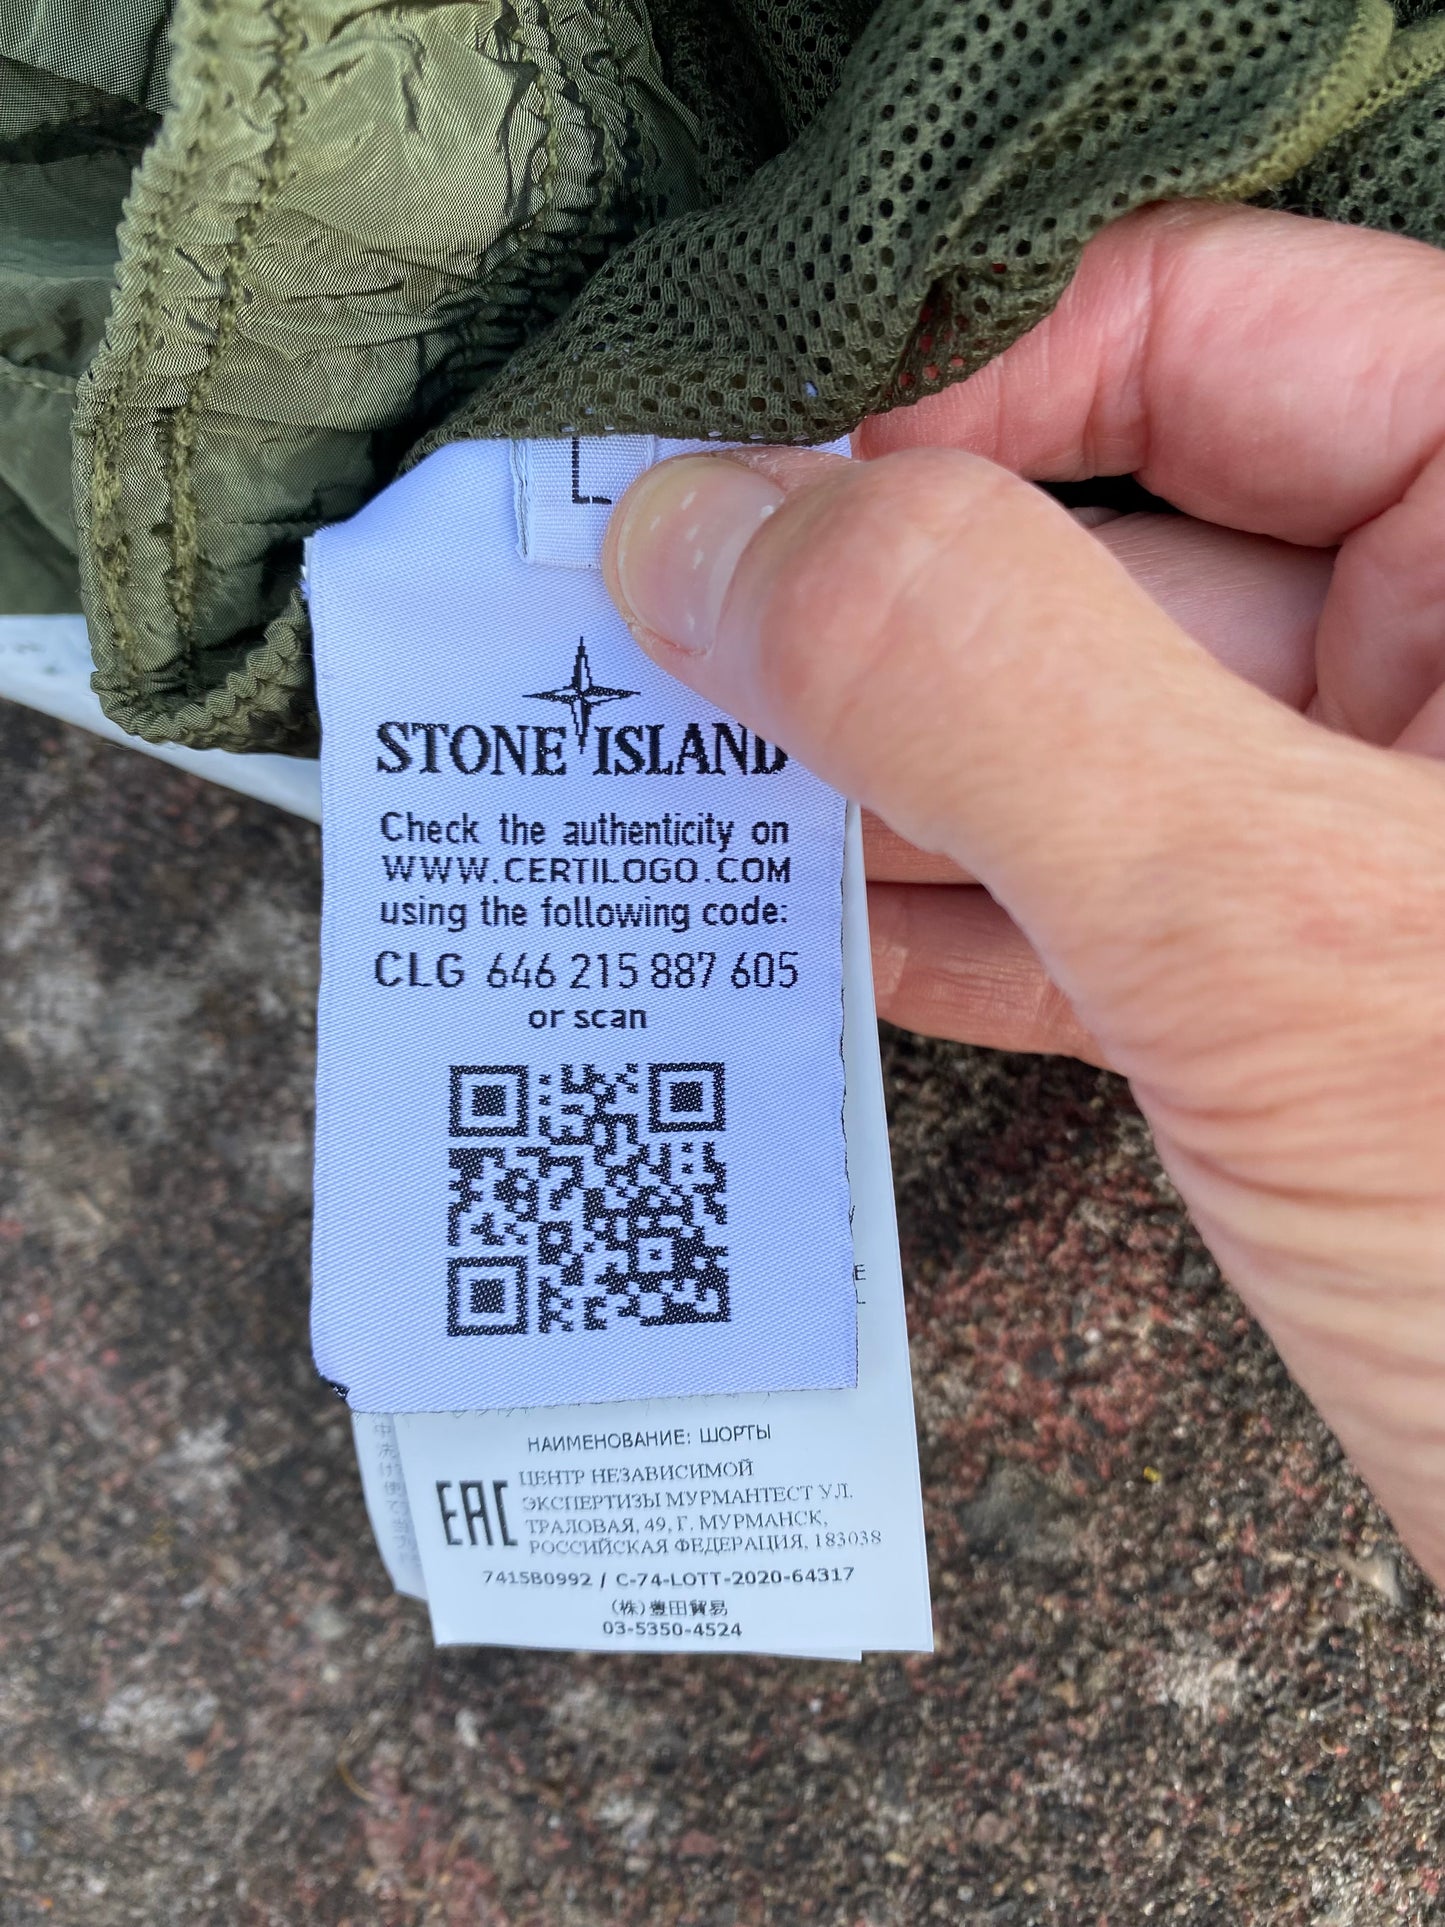 L
STONE ISLAND
Check the authenticity on
WWW.CERTILOGO.COM
using the following code:
CLG 646 215 887 605
or scan
E
НАИМЕНОВАНИЕ: ШОРТЫ
EAC
ЦЕНТР НЕЗАВИСИМОЙ
ЭКСПЕРТИЗЫ МУРМАНТЕСТ УЛ.
ТРАЛОВАЯ, 49, Г. МУРМАНСК,
РОССИЙСКАЯ ФЕДЕРАЦИЯ, 183038
7415B0992 / C-74-LOTT-2020-64317
(株)豊田貿易
03-5350-4524